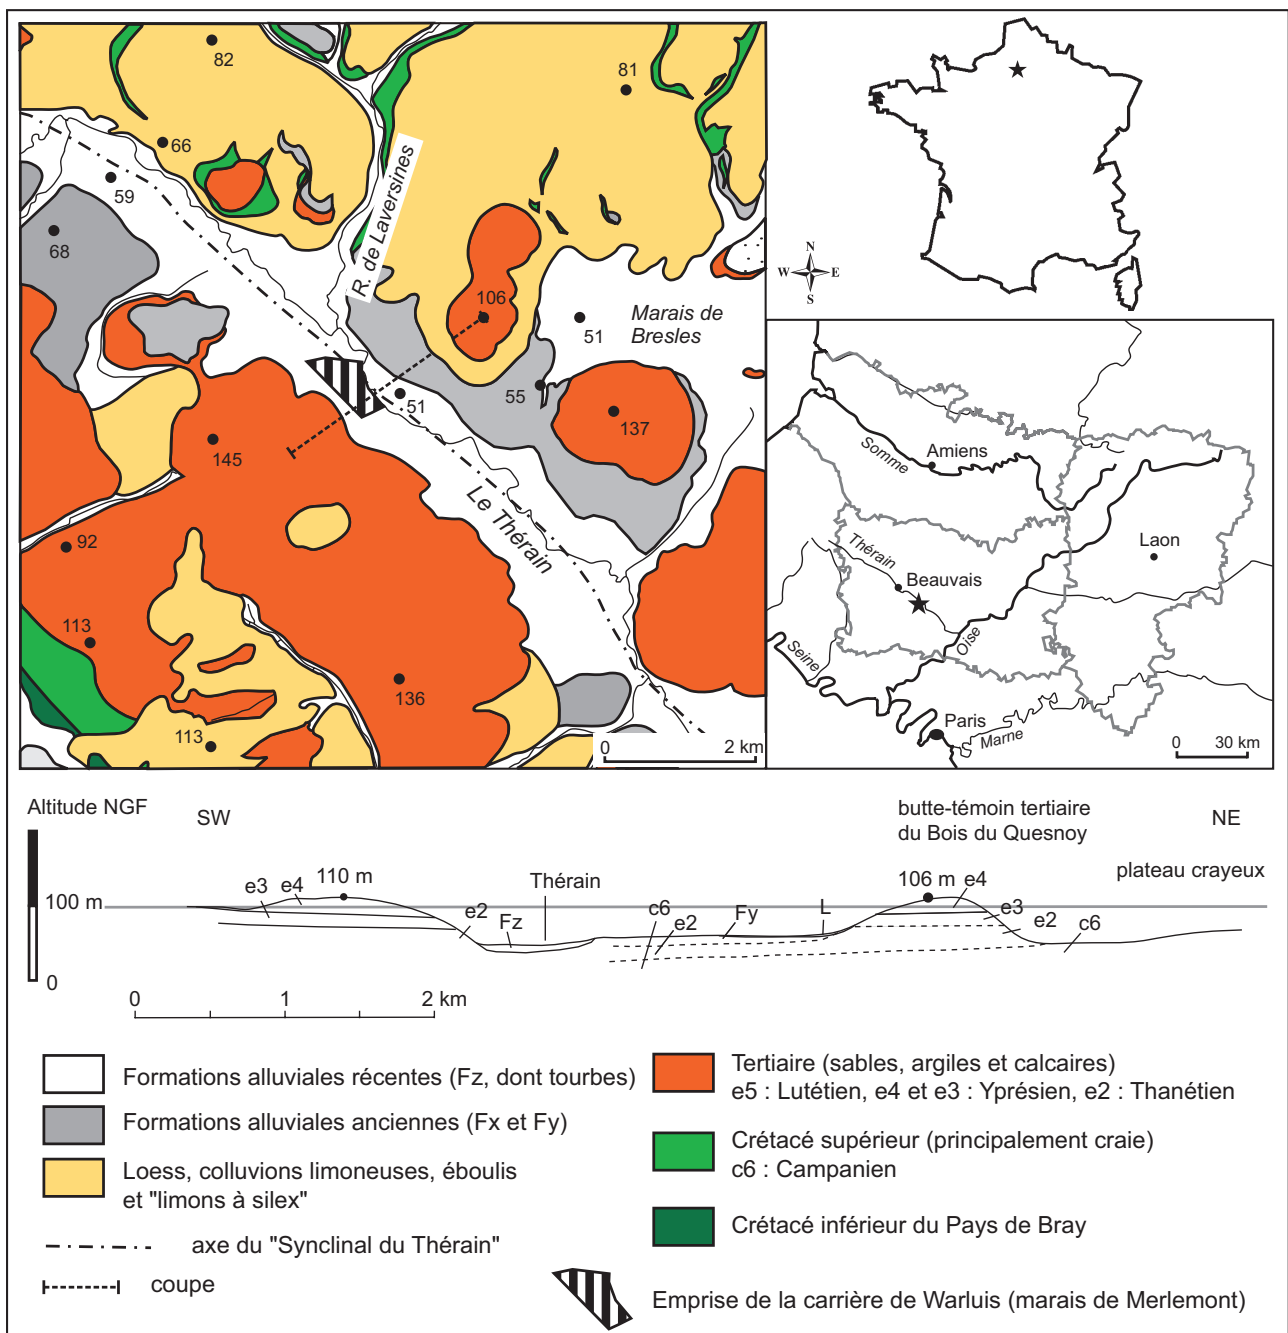 82
81
66
59
68
R. de Laversines
106
51
Marais de
Bresles
51
55
137
145
Le Thérain
92
113
136
113
0 2 km
N
W E
S
Somme
Amiens
Laon
Thérain
Beauvais
Oise
Seine
Paris
Marne
0 30 km
Altitude NGF
SW
butte-témoin tertiaire
du Bois du Quesnoy
NE
plateau crayeux
100 m
0
e3
e4
110 m
e2
Fz
Thérain
c6
e2
Fy
L
106 m
e4
e3
e2
c6
0 1 2 km
Formations alluviales récentes (Fz, dont tourbes)
Formations alluviales anciennes (Fx et Fy)
Loess, colluvions limoneuses, éboulis
et "limons à silex"
axe du "Synclinal du Thérain"
coupe
Tertiaire (sables, argiles et calcaires)
e5 : Lutétien, e4 et e3 : Yprésien, e2 : Thanétien
Crétacé supérieur (principalement craie)
c6 : Campanien
Crétacé inférieur du Pays de Bray
Emprise de la carrière de Warluis (marais de Merlemont)